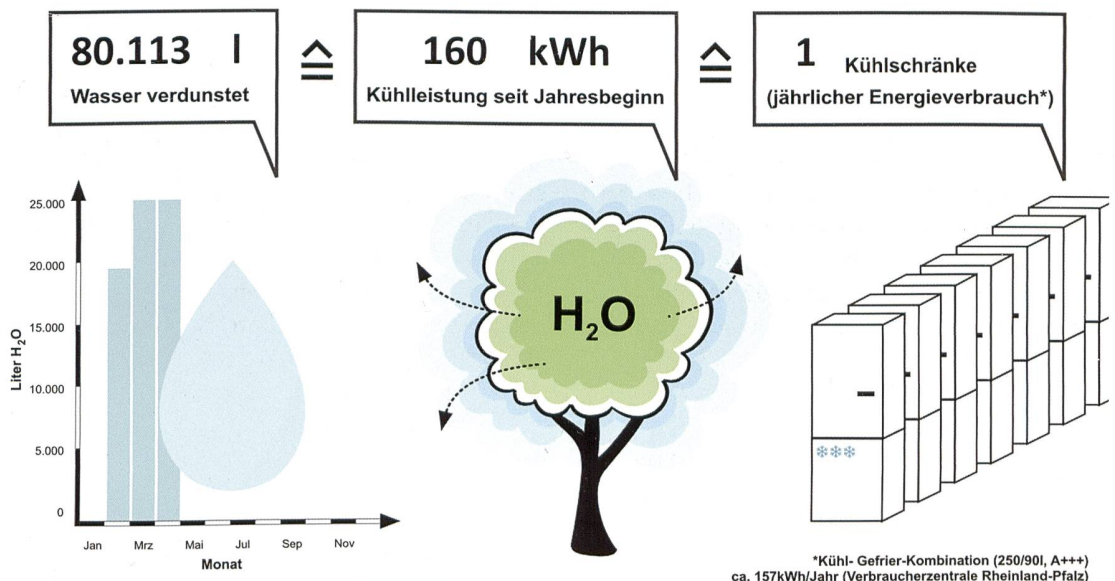 80.113 l
Wasser verdunstet
≙
160 kWh
Kühlleistung seit Jahresbeginn
≙
1 Kühlschränke
(jährlicher Energieverbrauch*)
Liter H₂O
25.000
20.000
15.000
10.000
5.000
0
Jan Mrz Mai Jul Sep Nov
Monat
H₂O
*Kühl- Gefrier-Kombination (250/90l, A+++)
ca. 157kWh/Jahr (Verbraucherzentrale Rheinland-Pfalz)